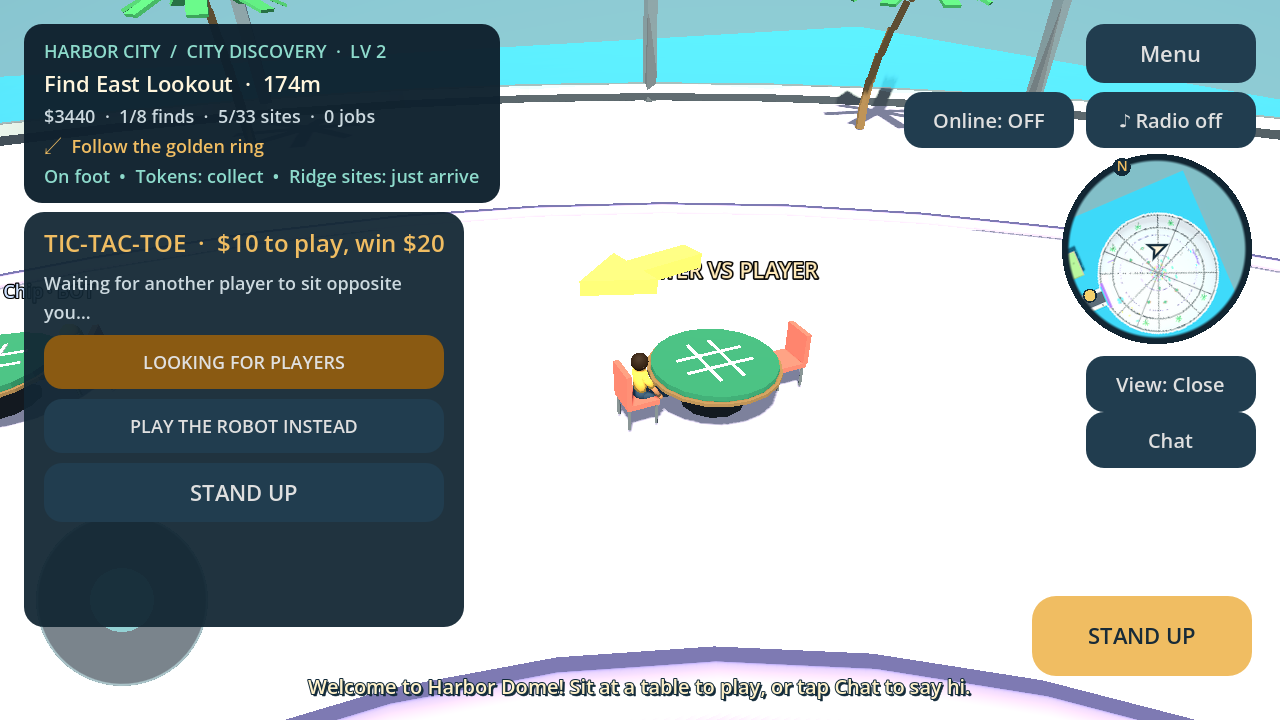 HARBOR CITY / CITY DISCOVERY · LV 2
Find East Lookout · 174m
$3440 · 1/8 finds · 5/33 sites · 0 jobs
↙ Follow the golden ring
On foot • Tokens: collect • Ridge sites: just arrive
Menu
Online: OFF
♪ Radio off
N
TIC-TAC-TOE · $10 to play, win $20
Waiting for another player to sit opposite
you...
LOOKING FOR PLAYERS
PLAY THE ROBOT INSTEAD
STAND UP
VS PLAYER
View: Close
Chat
STAND UP
Welcome to Harbor Dome! Sit at a table to play, or tap Chat to say hi.